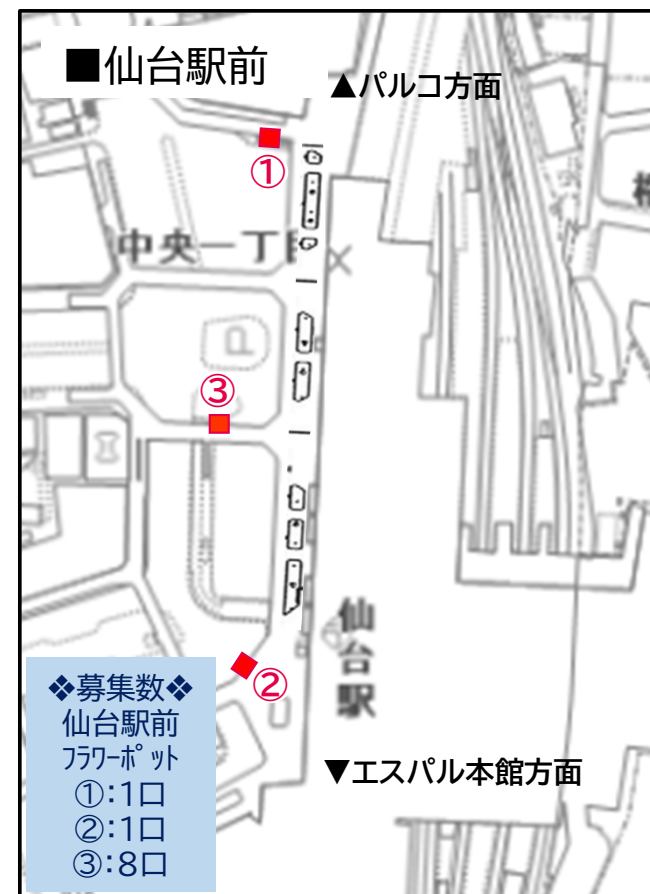 ■仙台駅前
▲パルコ方面
①
中央一丁目
③
仙台駅
②
❖募集数❖
仙台駅前
フラワーポット
①:1口
②:1口
③:8口
▼エスパル本館方面